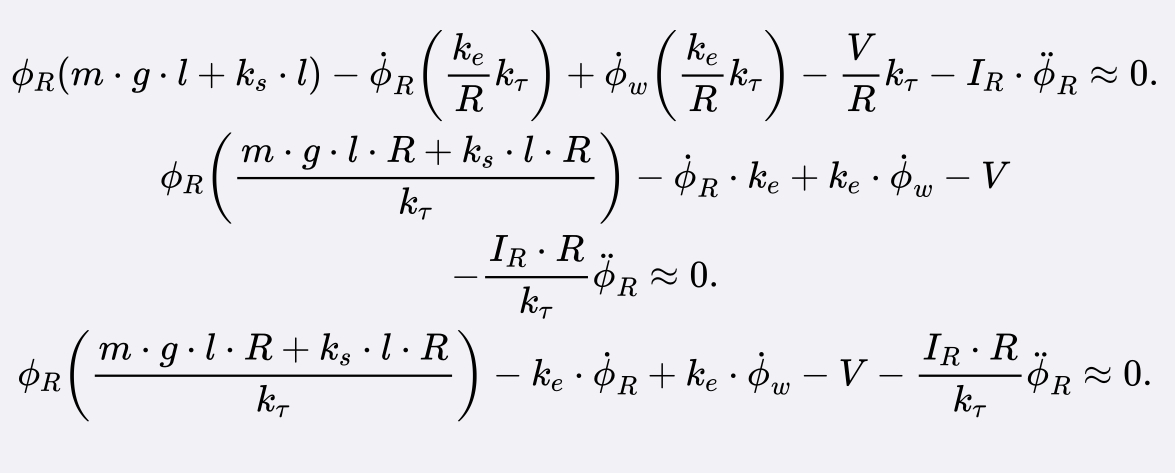 ϕ_R(m · g · l + k_s · l) − ϕ̇_R(k_e/R k_τ) + ϕ̇_w(k_e/R k_τ) − V/R k_τ − I_R · ϕ̈_R ≈ 0.
ϕ_R((m · g · l · R + k_s · l · R)/k_τ) − ϕ̇_R · k_e + k_e · ϕ̇_w − V
− (I_R · R)/k_τ ϕ̈_R ≈ 0.
ϕ_R((m · g · l · R + k_s · l · R)/k_τ) − k_e · ϕ̇_R + k_e · ϕ̇_w − V − (I_R · R)/k_τ ϕ̈_R ≈ 0.